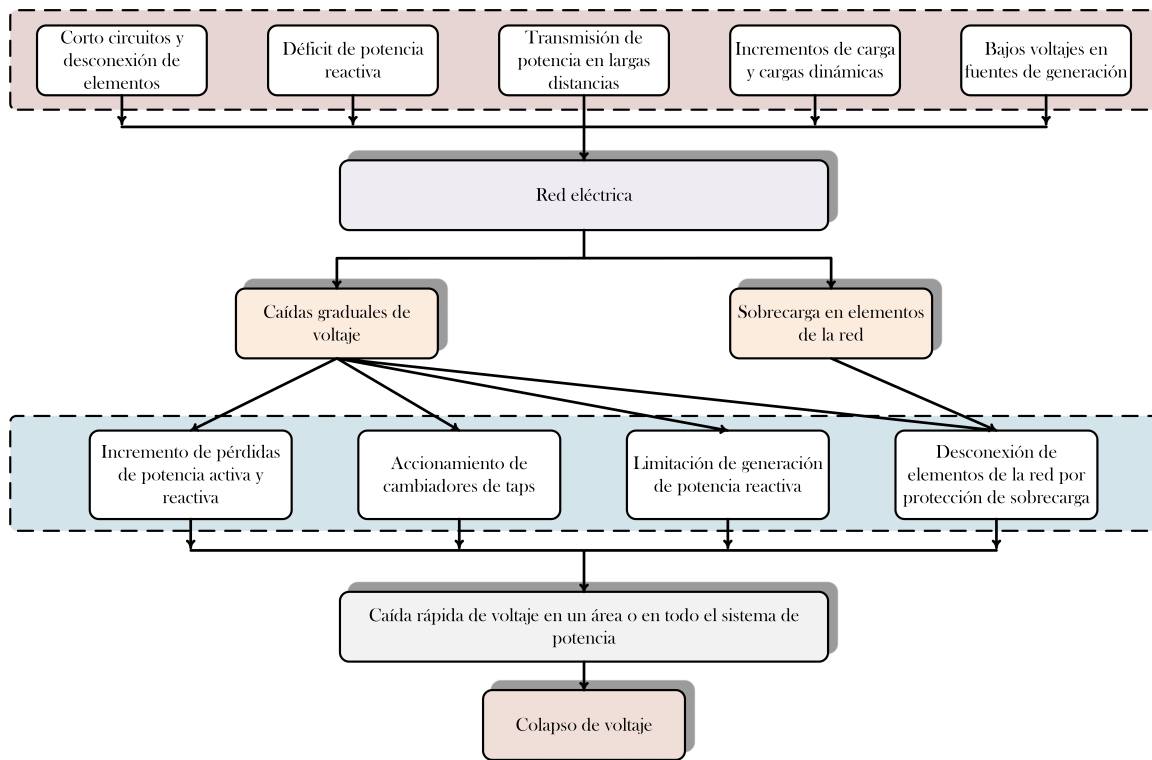 Corto circuitos y
desconexión de
elementos
Déficit de potencia
reactiva
Transmisión de
potencia en largas
distancias
Incrementos de carga
y cargas dinámicas
Bajos voltajes en
fuentes de generación
Red eléctrica
Caídas graduales de
voltaje
Sobrecarga en elementos
de la red
Incremento de pérdidas
de potencia activa y
reactiva
Accionamiento de
cambiadores de taps
Limitación de generación
de potencia reactiva
Desconexión de
elementos de la red por
protección de sobrecarga
Caída rápida de voltaje en un área o en todo el sistema de
potencia
Colapso de voltaje